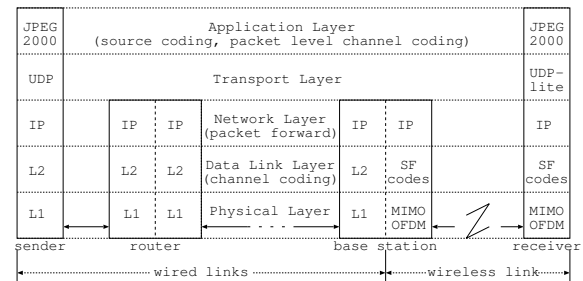 JPEG 2000 Application Layer JPEG 2000
(source coding, packet level channel coding)
UDP Transport Layer UDP-lite
IP IP IP Network Layer IP IP IP
(packet forward)
L2 L2 L2 Data Link Layer L2 SF codes SF codes
(channel coding)
L1 L1 L1 Physical Layer L1 MIMO OFDM MIMO OFDM
sender router base station receiver
wired links wireless link